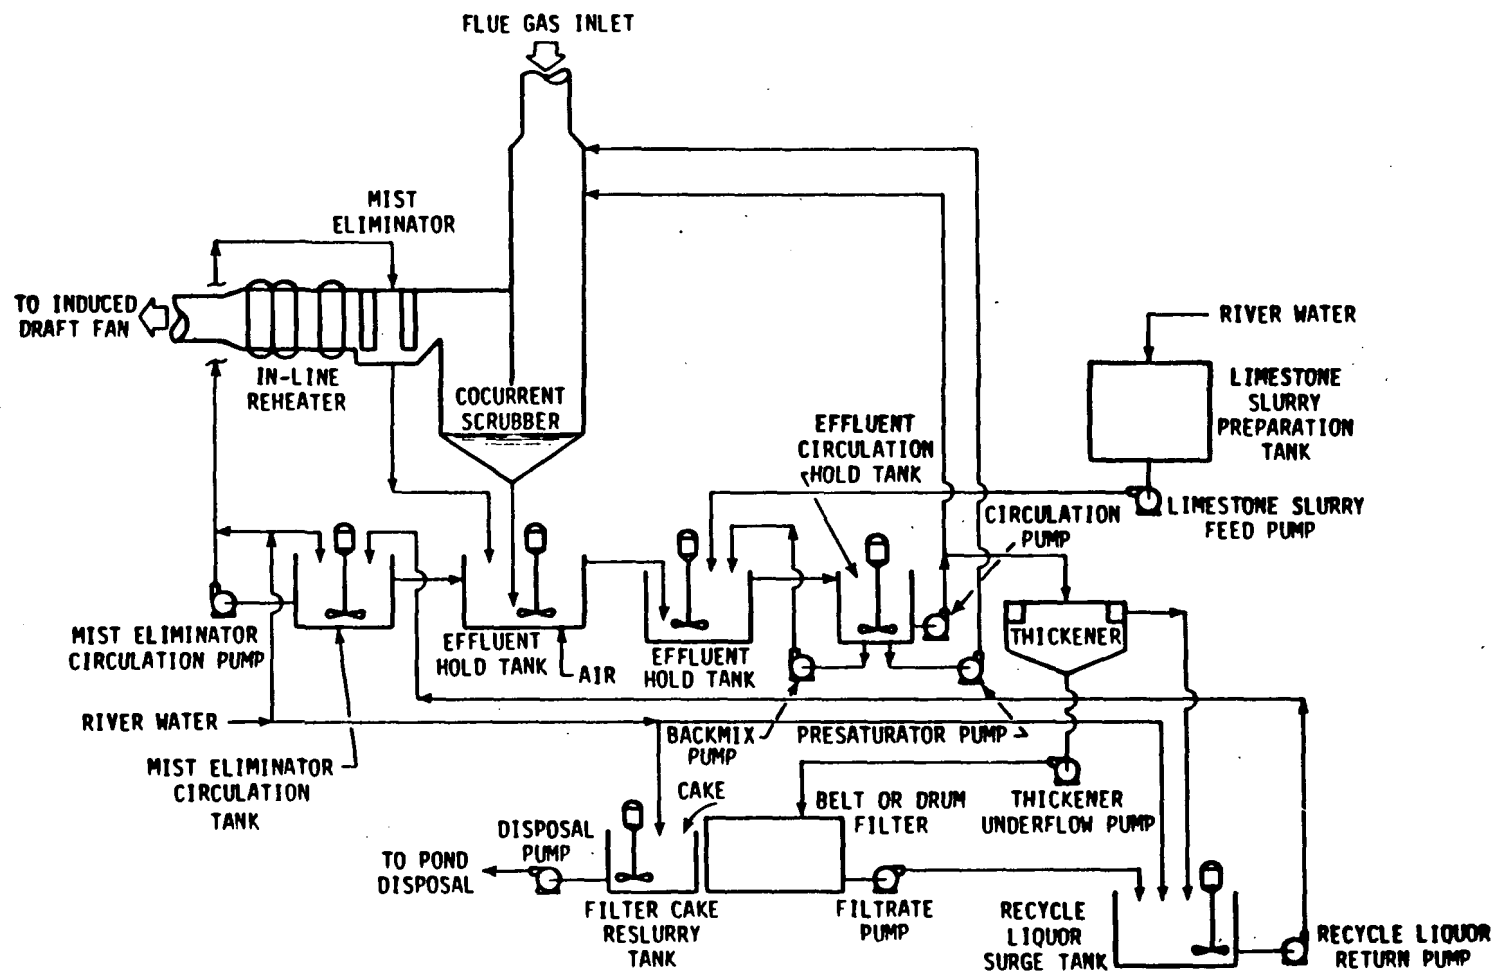 FLUE GAS INLET
MIST
ELIMINATOR
TO INDUCED
DRAFT FAN
IN-LINE
REHEATER
COCURRENT
SCRUBBER
RIVER WATER
LIMESTONE
SLURRY
PREPARATION
TANK
EFFLUENT
CIRCULATION
HOLD TANK
CIRCULATION
PUMP
LIMESTONE SLURRY
FEED PUMP
MIST ELIMINATOR
CIRCULATION PUMP
EFFLUENT
HOLD TANK
AIR
EFFLUENT
HOLD TANK
THICKENER
RIVER WATER
BACKMIX
PUMP
PRESATURATOR PUMP
MIST ELIMINATOR
CIRCULATION
TANK
CAKE
BELT OR DRUM
FILTER
THICKENER
UNDERFLOW PUMP
DISPOSAL
PUMP
TO POND
DISPOSAL
FILTER CAKE
RESLURRY
TANK
FILTRATE
PUMP
RECYCLE
LIQUOR
SURGE TANK
RECYCLE LIQUOR
RETURN PUMP